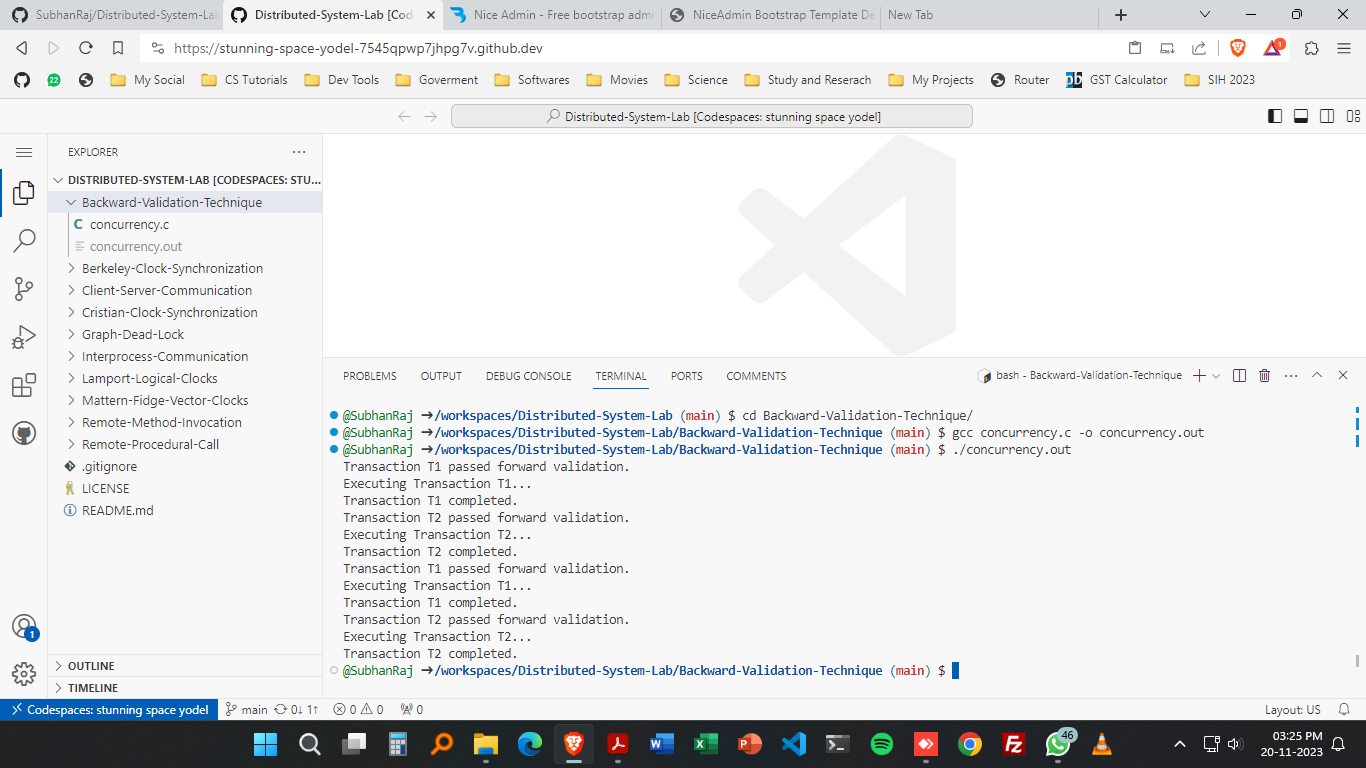 SubhanRaj/Distributed-System-Lab
Distributed-System-Lab [Cod
Nice Admin - Free bootstrap admi
NiceAdmin Bootstrap Template De
New Tab
https://stunning-space-yodel-7545qpwp7jhpg7v.github.dev
1
22
My Social
CS Tutorials
Dev Tools
Goverment
Softwares
Movies
Science
Study and Reserach
My Projects
Router
GST Calculator
SIH 2023
Distributed-System-Lab [Codespaces: stunning space yodel]
EXPLORER
DISTRIBUTED-SYSTEM-LAB [CODESPACES: STU...
Backward-Validation-Technique
C concurrency.c
concurrency.out
Berkeley-Clock-Synchronization
Client-Server-Communication
Cristian-Clock-Synchronization
Graph-Dead-Lock
Interprocess-Communication
Lamport-Logical-Clocks
Mattern-Fidge-Vector-Clocks
Remote-Method-Invocation
Remote-Procedural-Call
.gitignore
LICENSE
README.md
1
OUTLINE
TIMELINE
PROBLEMS OUTPUT DEBUG CONSOLE TERMINAL PORTS COMMENTS
bash - Backward-Validation-Technique
@SubhanRaj ➜/workspaces/Distributed-System-Lab (main) $ cd Backward-Validation-Technique/
@SubhanRaj ➜/workspaces/Distributed-System-Lab/Backward-Validation-Technique (main) $ gcc concurrency.c -o concurrency.out
@SubhanRaj ➜/workspaces/Distributed-System-Lab/Backward-Validation-Technique (main) $ ./concurrency.out
Transaction T1 passed forward validation.
Executing Transaction T1...
Transaction T1 completed.
Transaction T2 passed forward validation.
Executing Transaction T2...
Transaction T2 completed.
Transaction T1 passed forward validation.
Executing Transaction T1...
Transaction T1 completed.
Transaction T2 passed forward validation.
Executing Transaction T2...
Transaction T2 completed.
@SubhanRaj ➜/workspaces/Distributed-System-Lab/Backward-Validation-Technique (main) $
Codespaces: stunning space yodel
main
0↓ 1↑
0 0
0
Layout: US
46
03:25 PM
20-11-2023